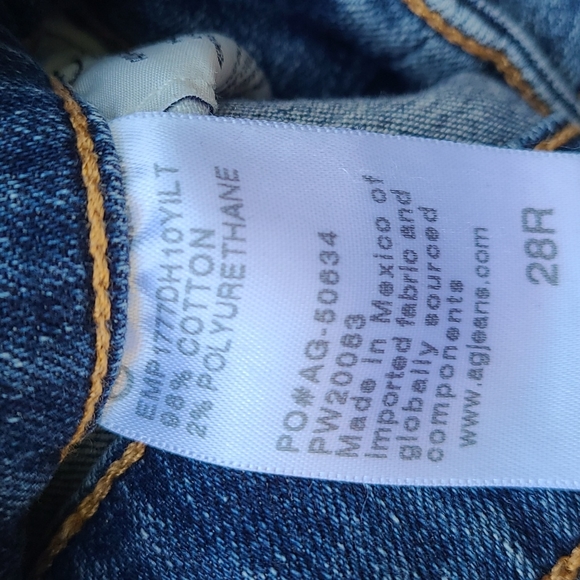 EMP1777DH10YILT
98% COTTON
2% POLYURETHANE
PO#AG-50634
PW20083
Made in Mexico of
imported fabric and
globally sourced
components
www.agjeans.com
28R